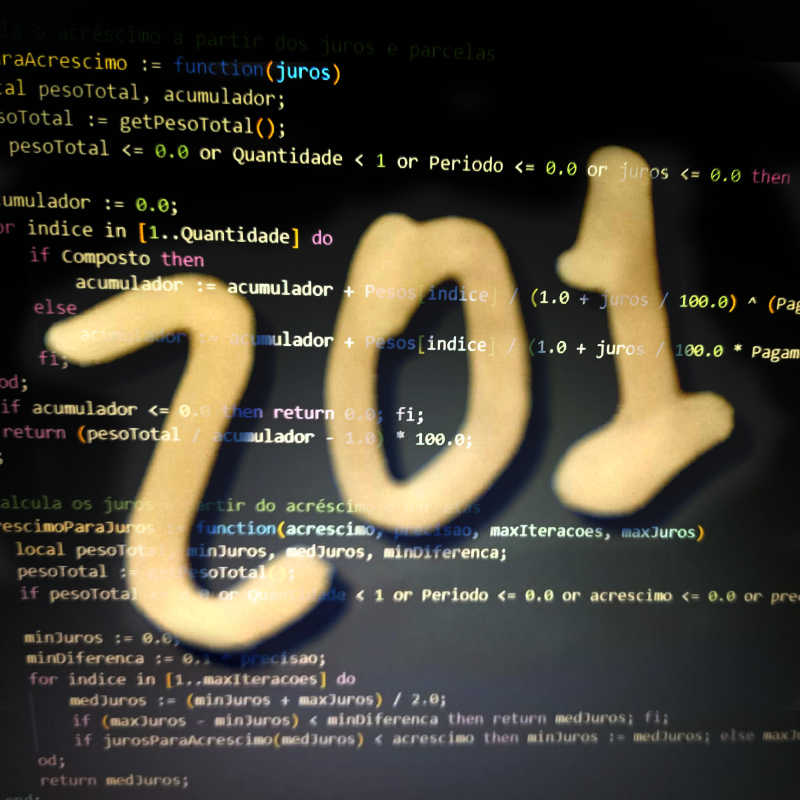 o acréscimo a partir dos juros e parcelas
raAcrescimo := function(juros)
cal pesoTotal, acumulador;
soTotal := getPesoTotal();
pesoTotal <= 0.0 or Quantidade < 1 or Periodo <= 0.0 or juros <= 0.0 then
umulador := 0.0;
or indice in [1..Quantidade] do
if Composto then
acumulador := acumulador + Pesos[indice] / (1.0 + juros / 100.0) ^ (Pag
else
acumulador := acumulador + Pesos[indice] / (1.0 + juros / 100.0 * Pagam
fi;
od;
if acumulador <= 0.0 then return 0.0; fi;
return (pesoTotal / acumulador - 1.0) * 100.0;
;
201
alcula os juros a partir do acréscimo
rescimoParaJuros := function(acrescimo, precisao, maxIteracoes, maxJuros)
local pesoTotal, minJuros, medJuros, minDiferenca;
pesoTotal := getPesoTotal();
if pesoTotal <= 0.0 or Quantidade < 1 or Periodo <= 0.0 or acrescimo <= 0.0 or pre
minJuros := 0.0;
minDiferenca := 0.1 * precisao;
for indice in [1..maxIteracoes] do
medJuros := (minJuros + maxJuros) / 2.0;
if (maxJuros - minJuros) < minDiferenca then return medJuros; fi;
if jurosParaAcrescimo(medJuros) < acrescimo then minJuros := medJuros; else maxJ
od;
return medJuros;
end;